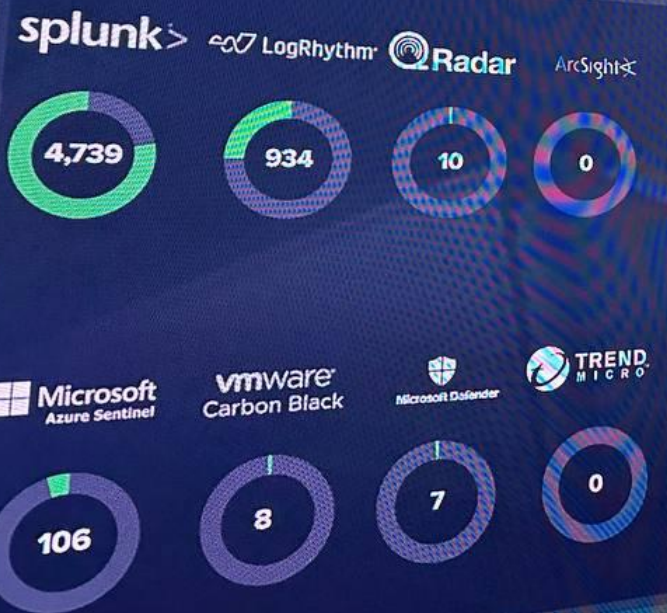 splunk>
LogRhythm
QRadar
ArcSight
4,739
934
10
0
Microsoft
Azure Sentinel
vmware
Carbon Black
Microsoft Defender
TREND
MICRO
106
8
7
0